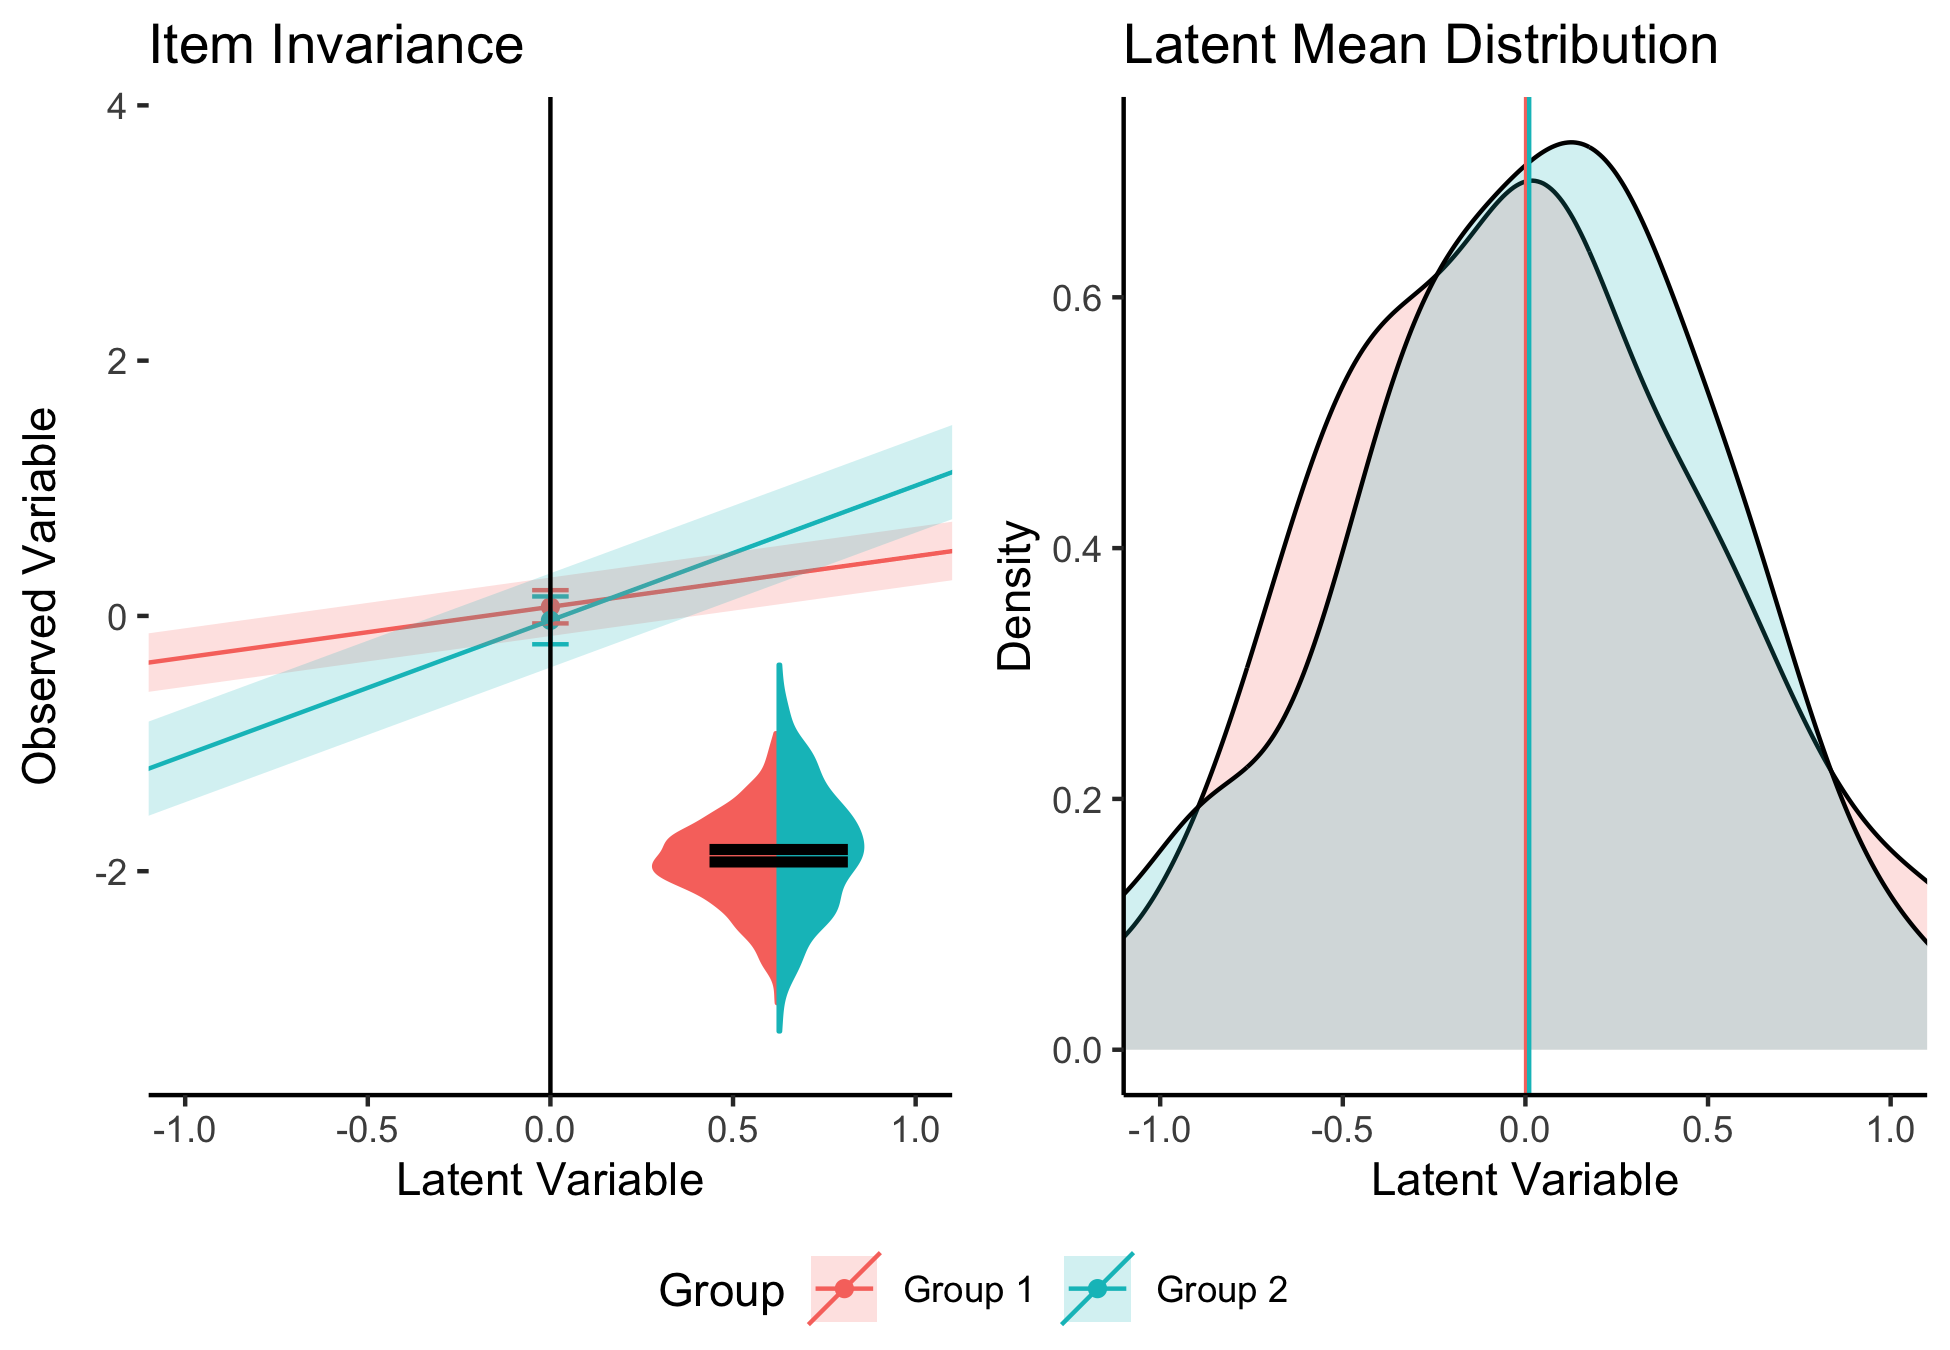 Item Invariance
4
2
0
-2
Observed Variable
-1.0 -0.5 0.0 0.5 1.0
Latent Variable
Latent Mean Distribution
0.6
0.4
0.2
0.0
Density
-1.0 -0.5 0.0 0.5 1.0
Latent Variable
Group Group 1 Group 2